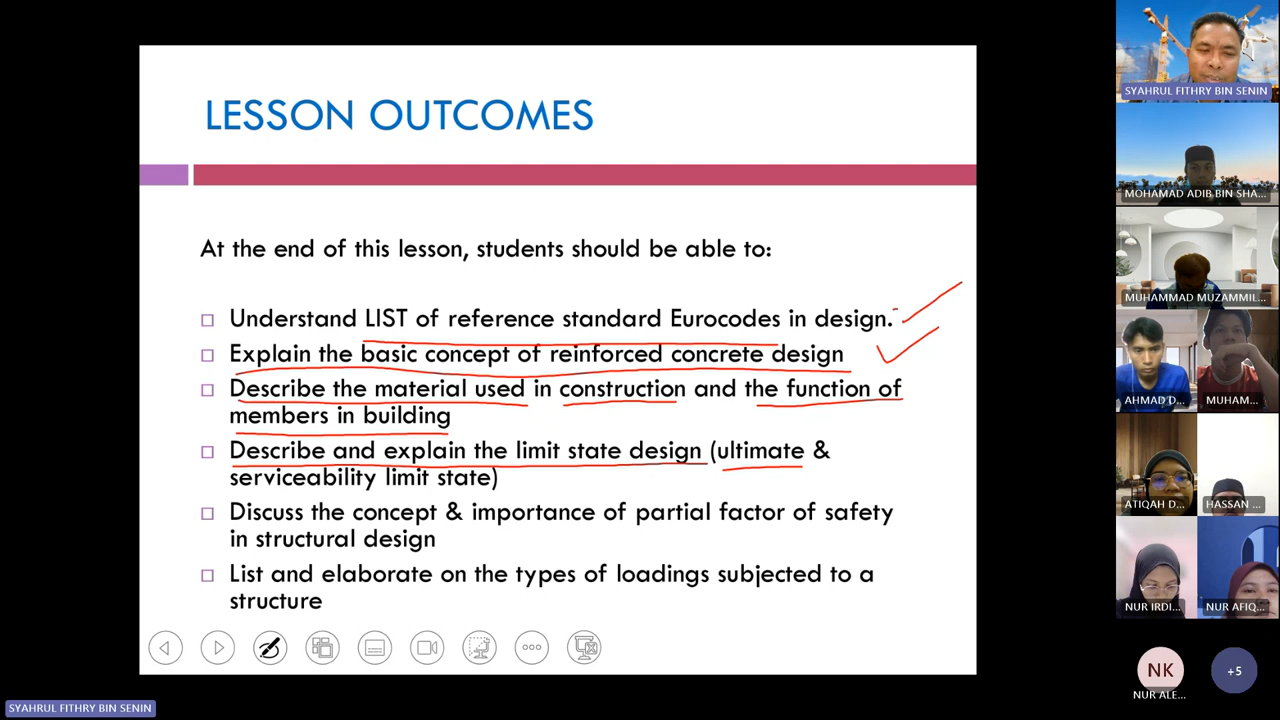 LESSON OUTCOMES
At the end of this lesson, students should be able to:
Understand LIST of reference standard Eurocodes in design.
Explain the basic concept of reinforced concrete design
Describe the material used in construction and the function of
members in building
Describe and explain the limit state design (ultimate &
serviceability limit state)
Discuss the concept & importance of partial factor of safety
in structural design
List and elaborate on the types of loadings subjected to a
structure
SYAHRUL FITHRY BIN SENIN
SYAHRUL FITHRY BIN SENIN
MOHAMAD ADIB BIN SHA...
MUHAMMAD MUZAMMIL...
AHMAD D...
MUHAM...
ATIQAH D...
HASSAN ...
NUR IRDI...
NUR AFIQ...
NK
+5
NUR ALE...